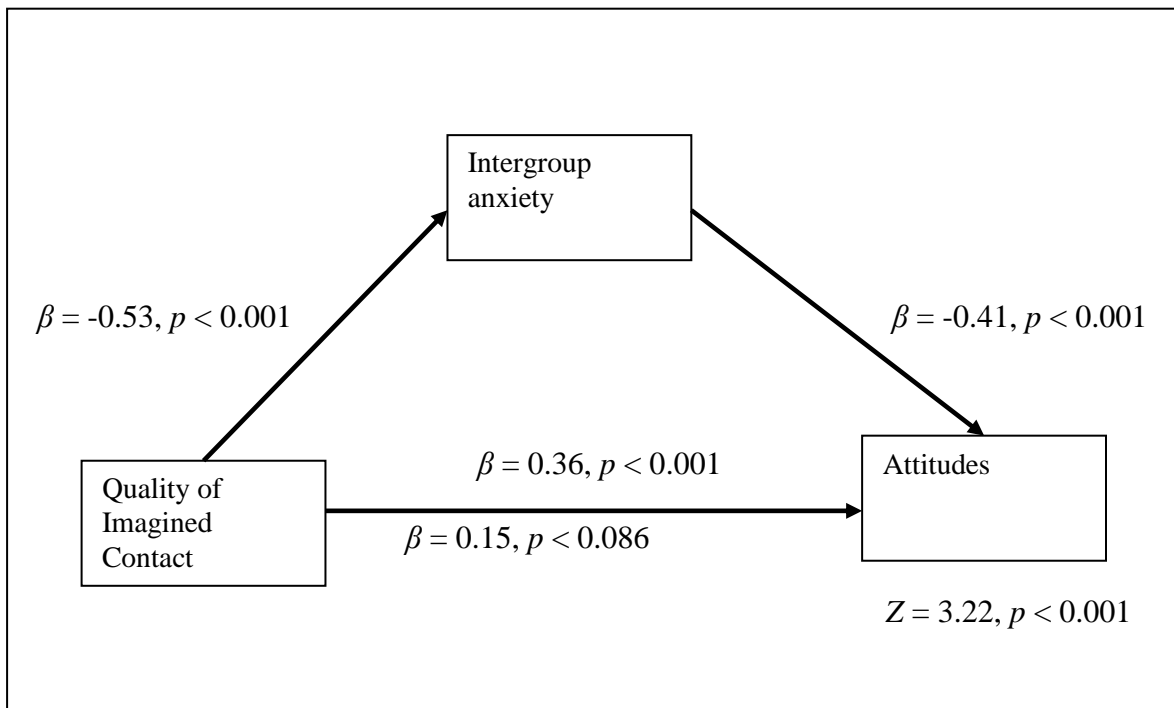 Intergroup
anxiety
β = -0.53, p < 0.001
β = -0.41, p < 0.001
β = 0.36, p < 0.001
Attitudes
Quality of
Imagined
Contact
β = 0.15, p < 0.086
Z = 3.22, p < 0.001